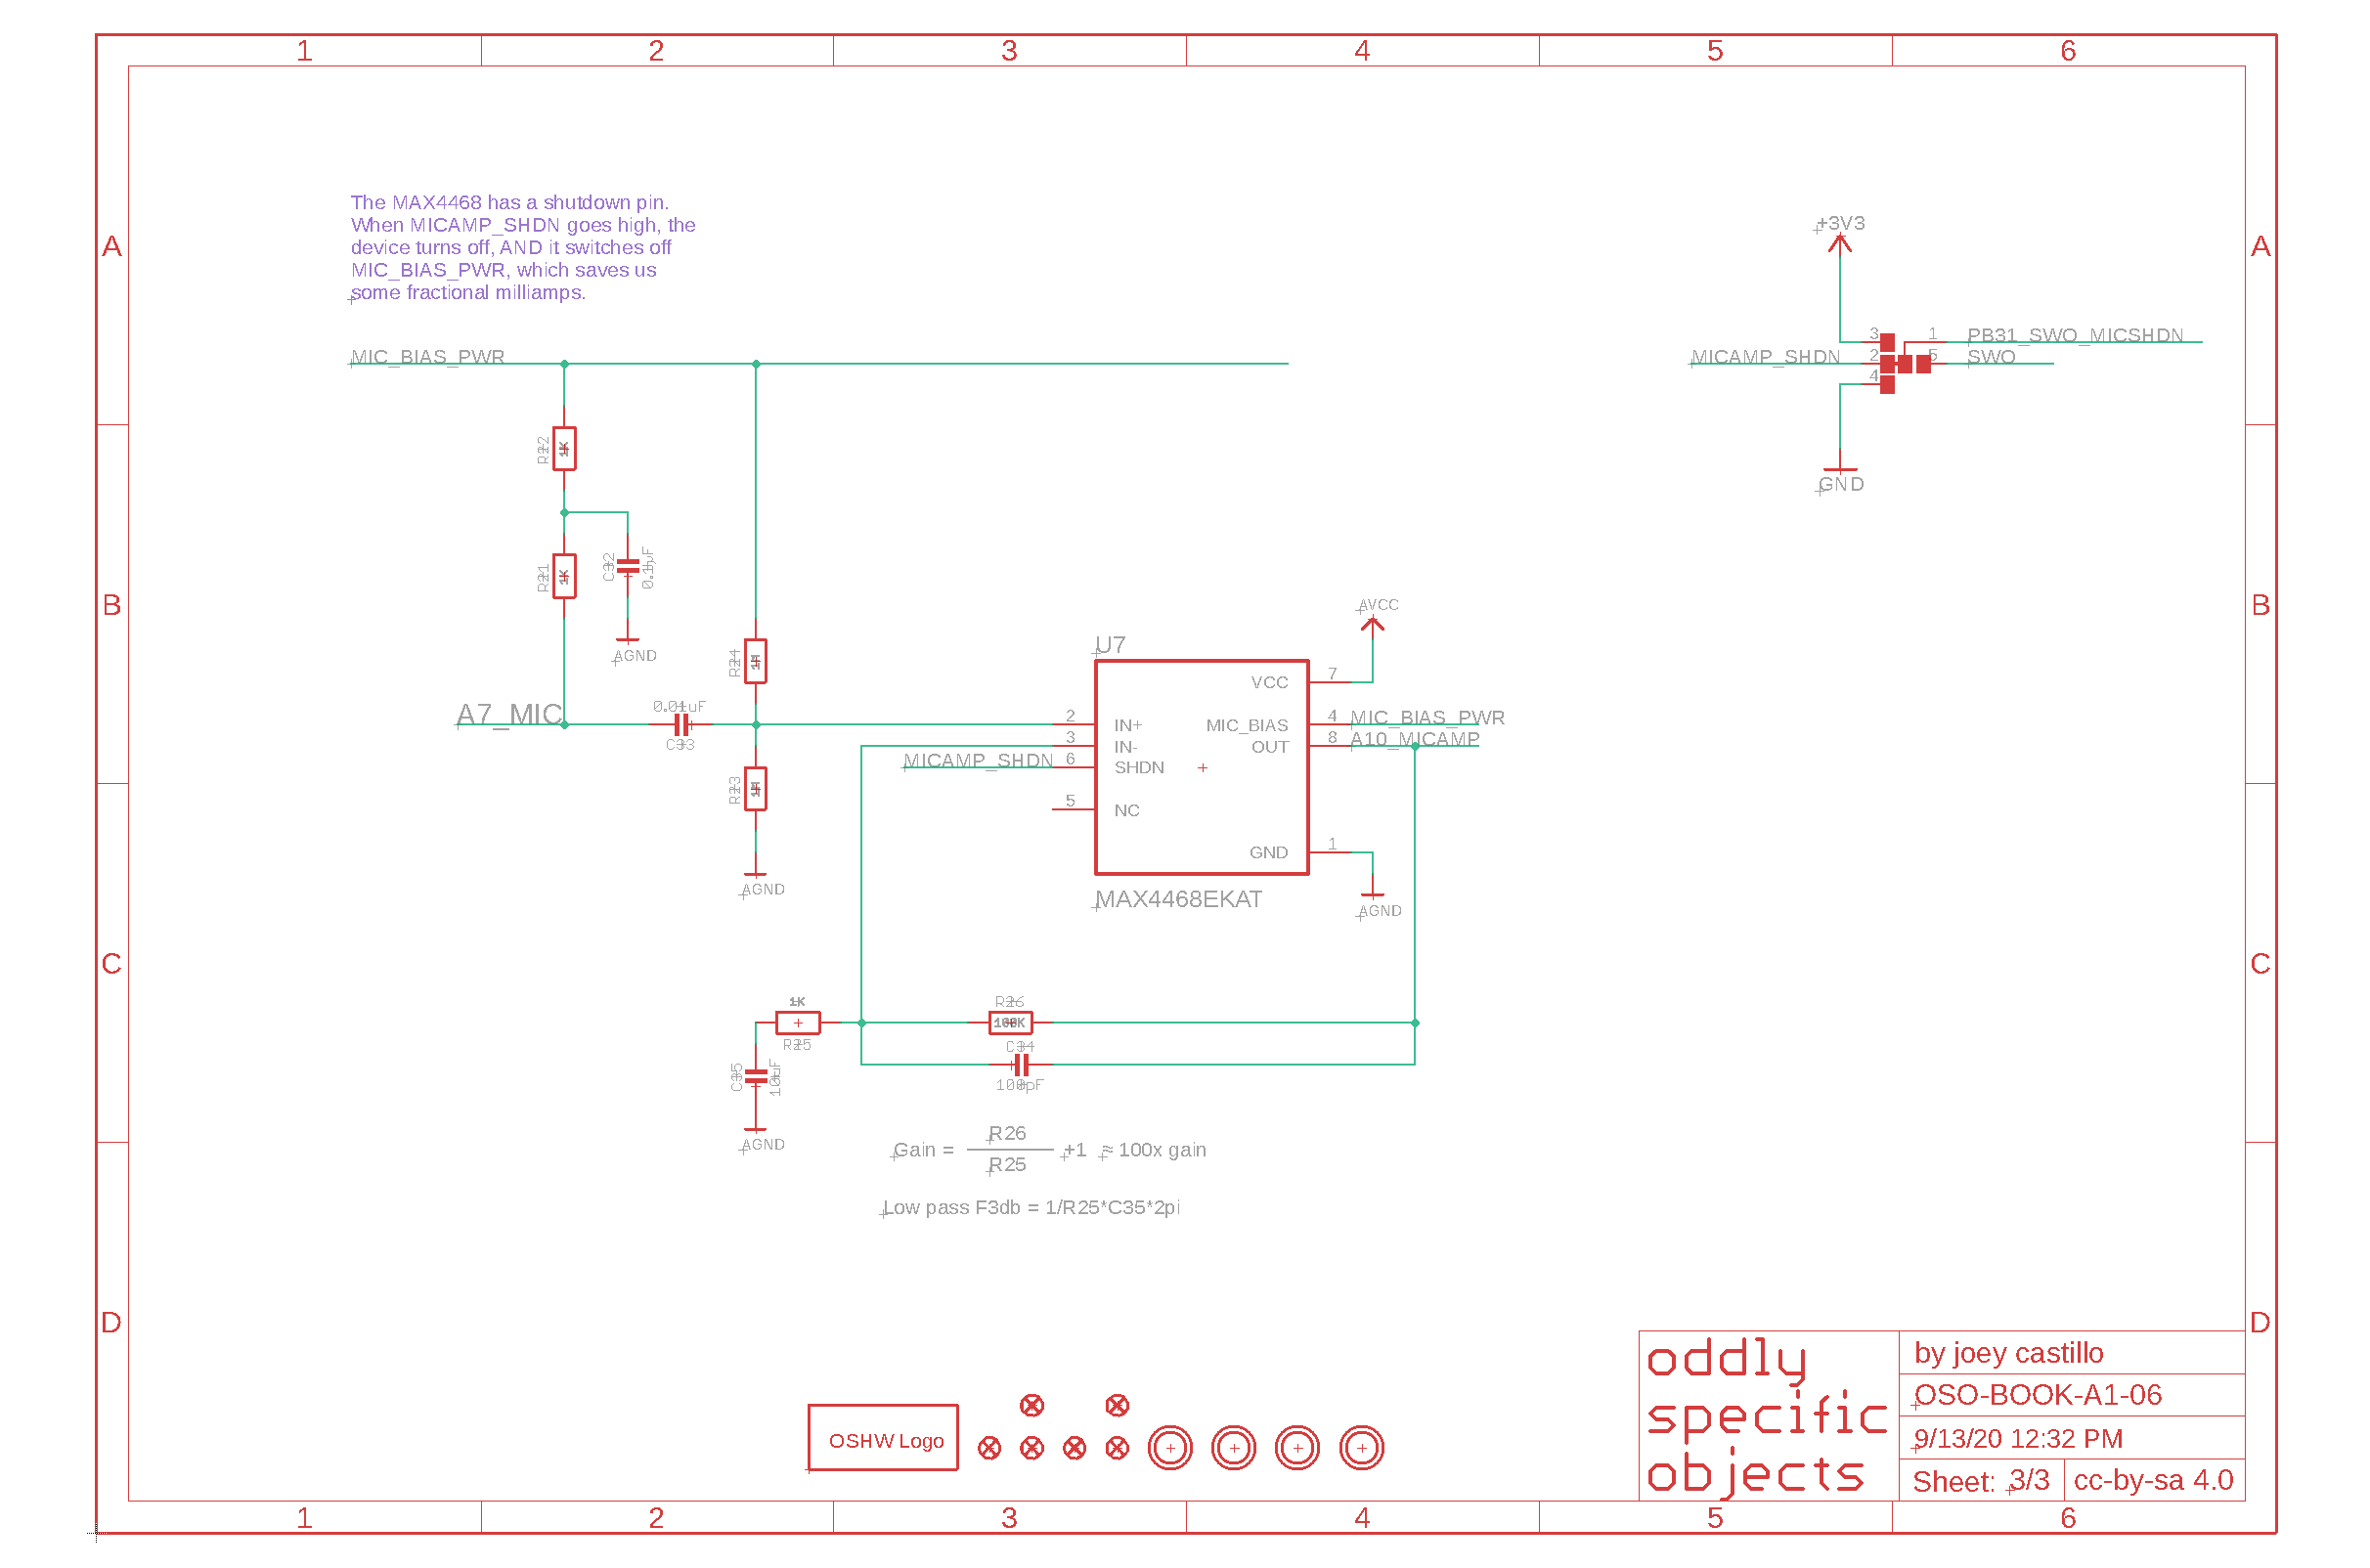 1 2 3 4 5 6
A A
The MAX4468 has a shutdown pin.
When MICAMP_SHDN goes high, the
device turns off, AND it switches off
MIC_BIAS_PWR, which saves us
some fractional milliamps.
+3V3
MIC_BIAS_PWR
3 1 PB31_SWO_MICSHDN
MICAMP_SHDN 2 5 SWO
4
GND
R22 1K
R21 1K
C32 0.1uF
AGND
B B
AVCC
U7
R24 1M
VCC 7
A7_MIC
0.01uF
C33
2 IN+ MIC_BIAS 4 MIC_BIAS_PWR
3 IN- OUT 8 A10_MICAMP
MICAMP_SHDN 6 SHDN
R23 1M
5 NC
GND 1
AGND
MAX4468EKAT
AGND
C C
1K
R25
R26
100K
C34
100pF
C35 10uF
AGND
Gain = R26
R25
+1 ≈ 100x gain
Low pass F3db = 1/R25*C35*2pi
D D
OSHW Logo
oddly
specific
objects
by joey castillo
OSO-BOOK-A1-06
9/13/20 12:32 PM
Sheet: 3/3 cc-by-sa 4.0
1 2 3 4 5 6